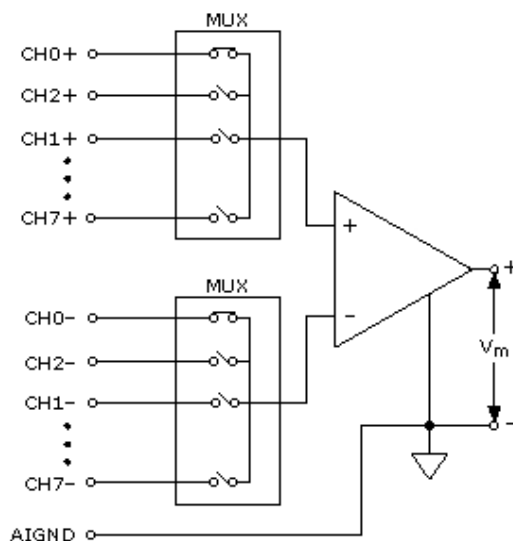 MUX
CH0+
CH2+
CH1+
CH7+
+
-
+
Vm
-
MUX
CH0-
CH2-
CH1-
CH7-
AIGND